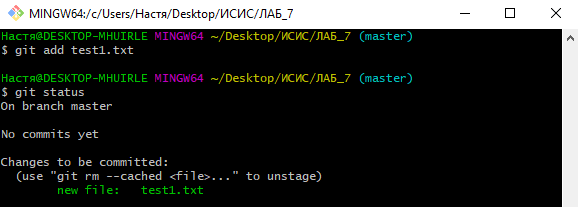 MINGW64:/c/Users/Настя/Desktop/ИСИС/ЛАБ_7
Настя@DESKTOP-MHUIRLE MINGW64 ~/Desktop/ИСИС/ЛАБ_7 (master)
$ git add test1.txt
Настя@DESKTOP-MHUIRLE MINGW64 ~/Desktop/ИСИС/ЛАБ_7 (master)
$ git status
On branch master
No commits yet
Changes to be committed:
  (use "git rm --cached <file>..." to unstage)
        new file:   test1.txt